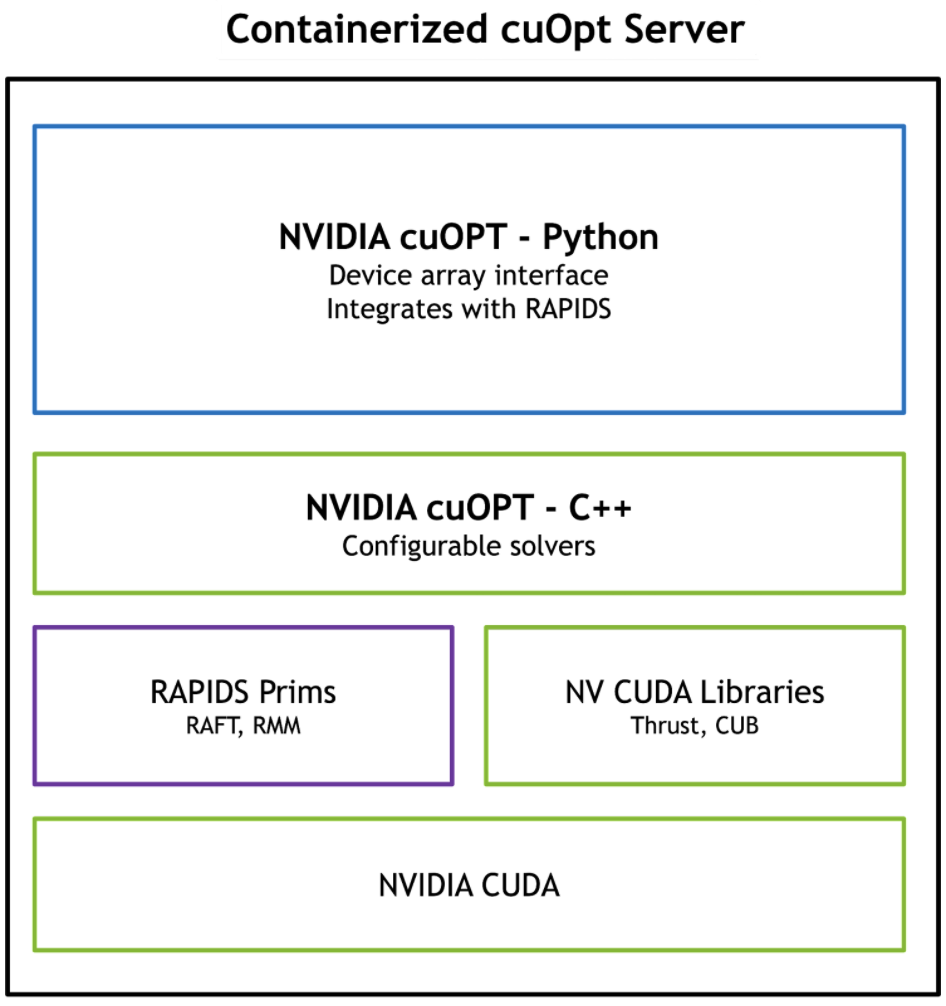 Containerized cuOpt Server
NVIDIA cuOPT - Python
Device array interface
Integrates with RAPIDS
NVIDIA cuOPT - C++
Configurable solvers
RAPIDS Prims
RAFT, RMM
NV CUDA Libraries
Thrust, CUB
NVIDIA CUDA